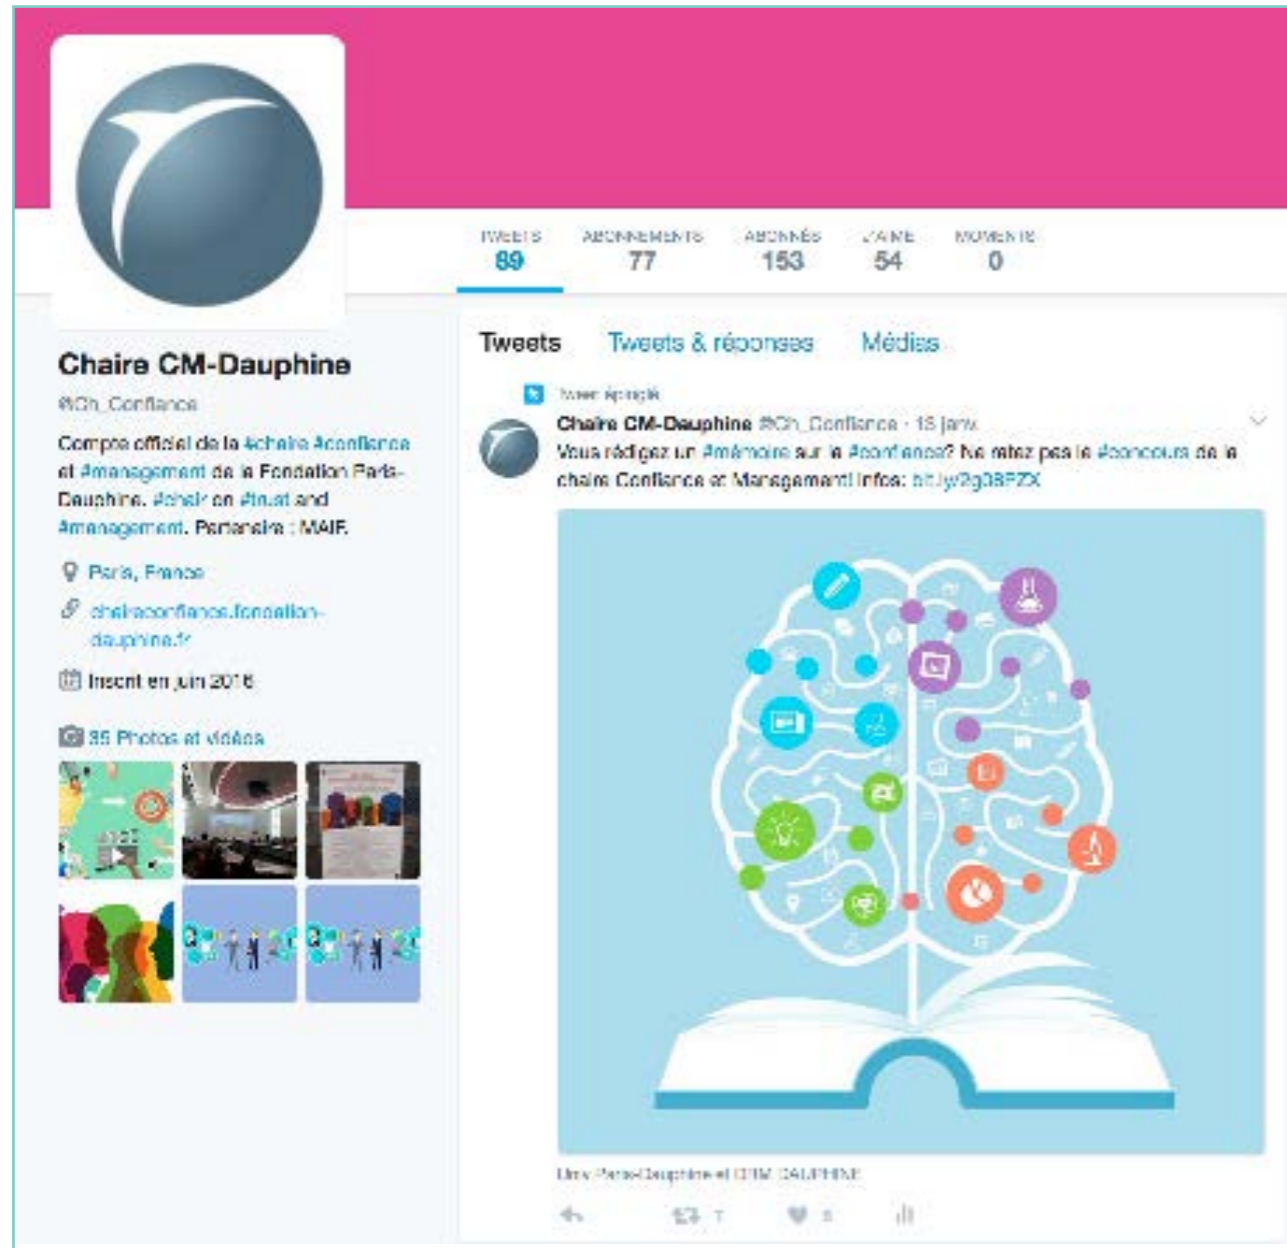 TWEETS ABONNEMENTS ABONNÉS J'AIME MOMENTS
89 77 153 54 0
Chaire CM-Dauphine
@Ch_Confiance
Compte officiel de la #chaire #confiance
et #management de la Fondation Paris-
Dauphine. #chair on #trust and
#management. Partenaire : MAIF.
Paris, France
chaireconfiance.fondation-
dauphine.fr
Inscrit en juin 2016
35 Photos et vidéos
Tweets Tweets & réponses Médias
Tweet épinglé
Chaire CM-Dauphine @Ch_Confiance · janv.
Vous rédigez un #mémoire sur la #confiance? Ne ratez pas le #concours de la
chaire Confiance et Management! Infos:
Univ Paris-Dauphine et DRM DAUPHINE
7